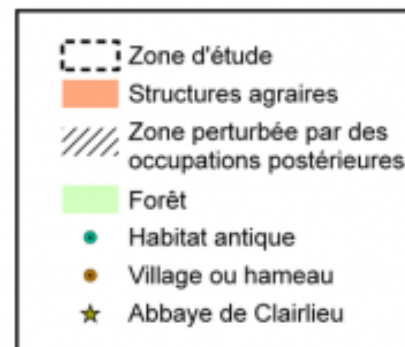 Zone d'étude
Structures agraires
Zone perturbée par des
occupations postérieures
Forêt
Habitat antique
Village ou hameau
Abbaye de Clairlieu